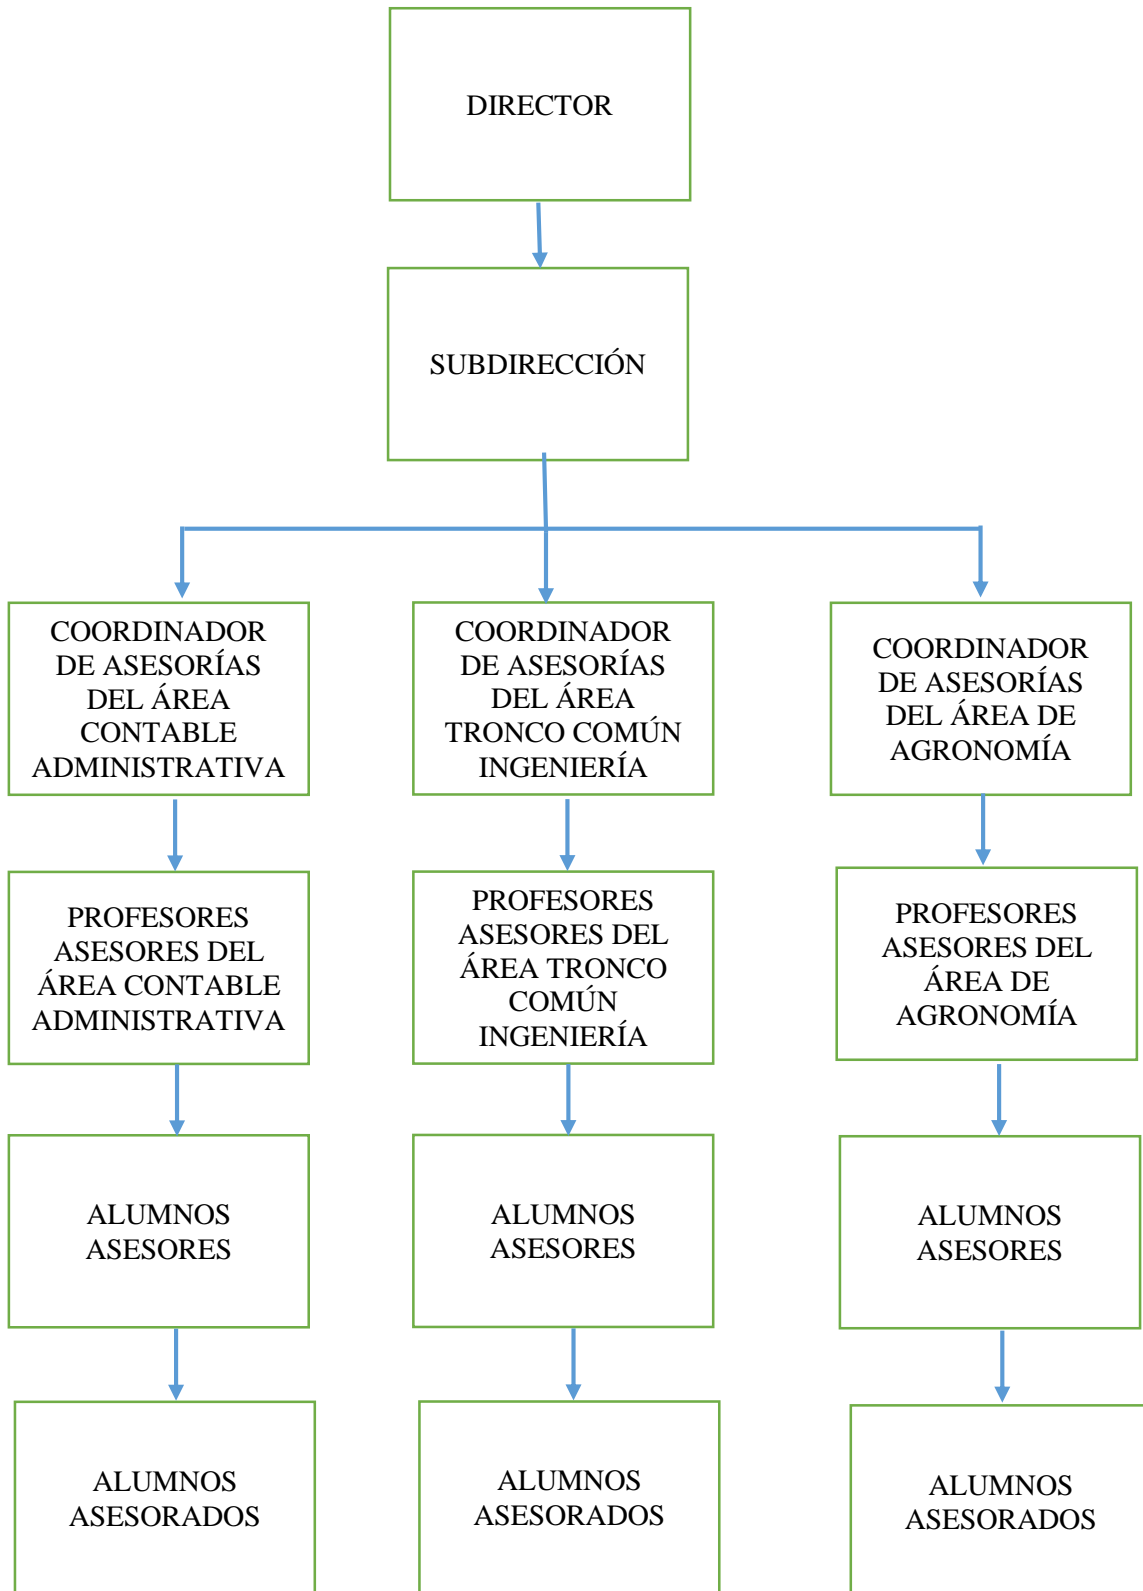 DIRECTOR
SUBDIRECCIÓN
COORDINADOR
DE ASESORÍAS
DEL ÁREA
CONTABLE
ADMINISTRATIVA
COORDINADOR
DE ASESORÍAS
DEL ÁREA
TRONCO COMÚN
INGENIERÍA
COORDINADOR
DE ASESORÍAS
DEL ÁREA DE
AGRONOMÍA
PROFESORES
ASESORES DEL
ÁREA CONTABLE
ADMINISTRATIVA
PROFESORES
ASESORES DEL
ÁREA TRONCO
COMÚN
INGENIERÍA
PROFESORES
ASESORES DEL
ÁREA DE
AGRONOMÍA
ALUMNOS
ASESORES
ALUMNOS
ASESORES
ALUMNOS
ASESORES
ALUMNOS
ASESORADOS
ALUMNOS
ASESORADOS
ALUMNOS
ASESORADOS